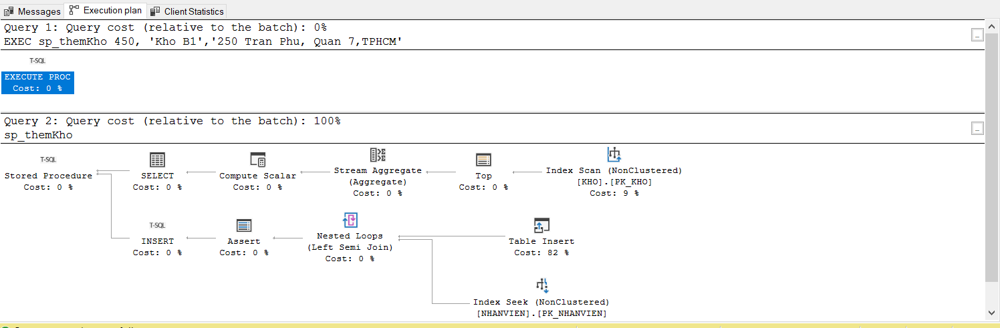 Messages Execution plan Client Statistics
Query 1: Query cost (relative to the batch): 0%
EXEC sp_themKho 450, 'Kho B1','250 Tran Phu, Quan 7,TPHCM'
T-SQL
EXECUTE PROC
Cost: 0 %
Query 2: Query cost (relative to the batch): 100%
sp_themKho
T-SQL
Stored Procedure
Cost: 0 %
SELECT
Cost: 0 %
Compute Scalar
Cost: 0 %
Stream Aggregate
(Aggregate)
Cost: 0 %
Top
Cost: 0 %
Index Scan (NonClustered)
[KHO].[PK_KHO]
Cost: 9 %
T-SQL
INSERT
Cost: 0 %
Assert
Cost: 0 %
Nested Loops
(Left Semi Join)
Cost: 0 %
Table Insert
Cost: 82 %
Index Seek (NonClustered)
[NHANVIEN].[PK_NHANVIEN]